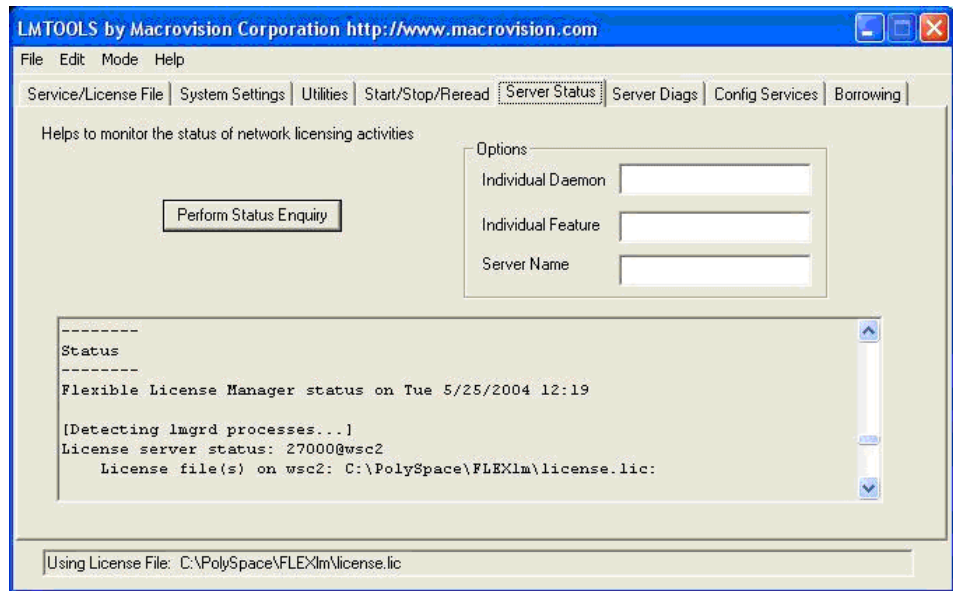 LMTOOLS by Macrovision Corporation http://www.macrovision.com
File Edit Mode Help
Service/License File System Settings Utilities Start/Stop/Reread Server Status Server Diags Config Services Borrowing
Helps to monitor the status of network licensing activities
Options
Individual Daemon
Perform Status Enquiry
Individual Feature
Server Name
--------
Status
--------
Flexible License Manager status on Tue 5/25/2004 12:19
[Detecting lmgrd processes...]
License server status: 27000@wsc2
License file(s) on wsc2: C:\PolySpace\FLEXlm\license.lic:
Using License File: C:\PolySpace\FLEXlm\license.lic